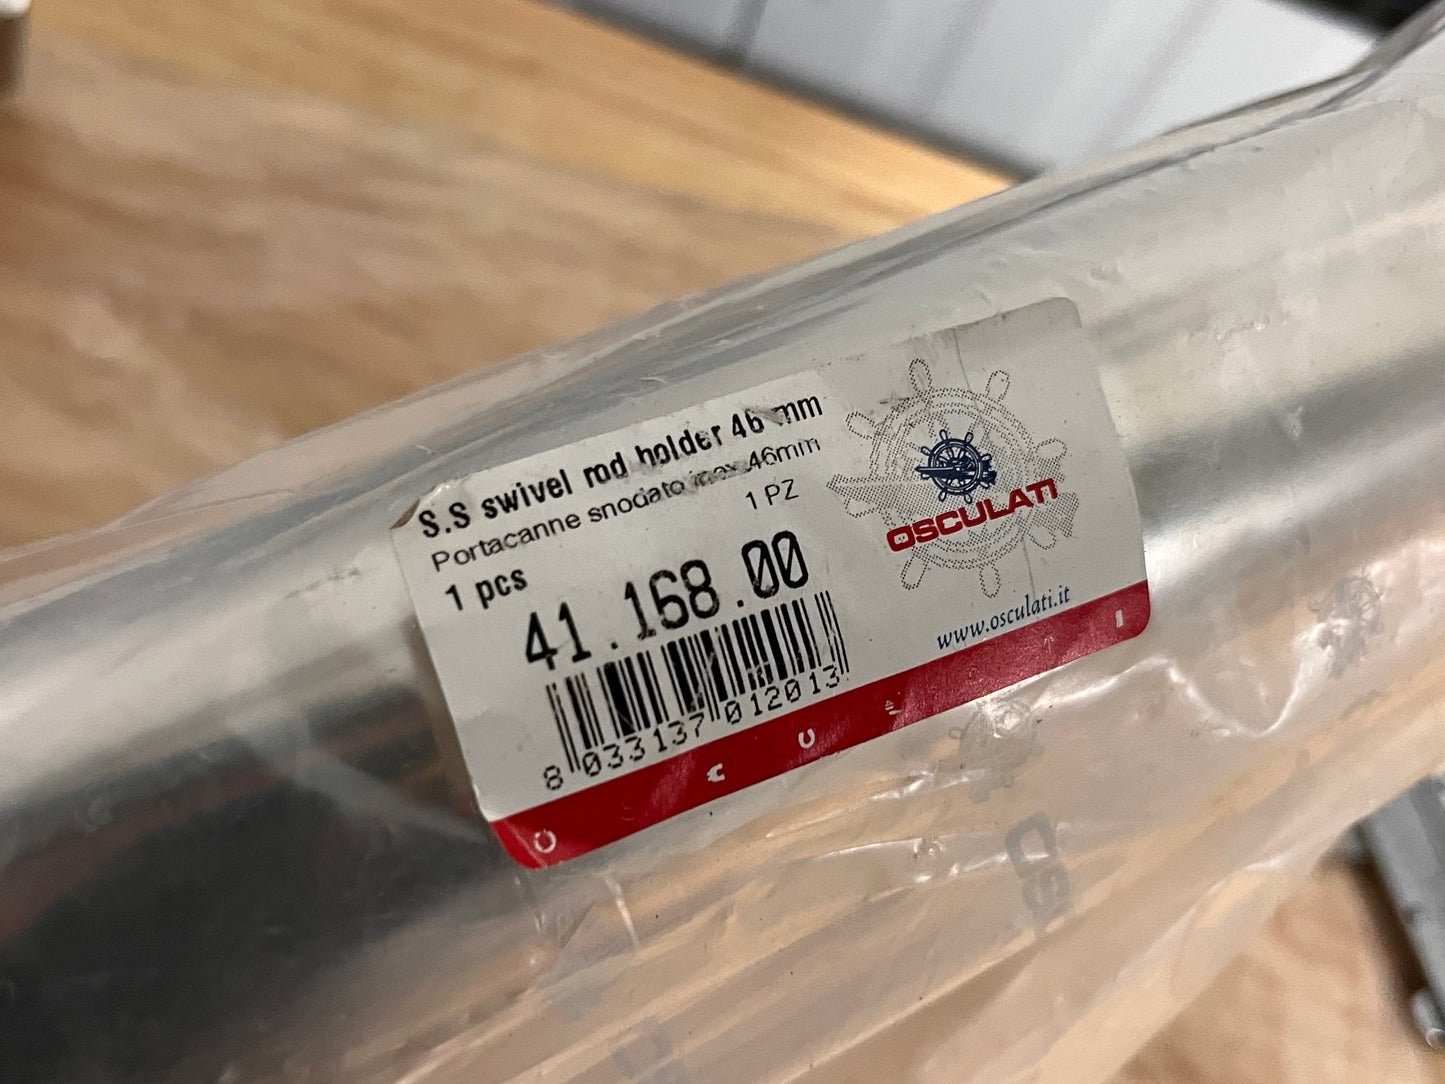 S.S swivel rod holder 46 mm
Portacanne snodato inox 46mm
1 pcs
1 PZ
41.168.00
8 033137 012013
OSCULATI
www.osculati.it